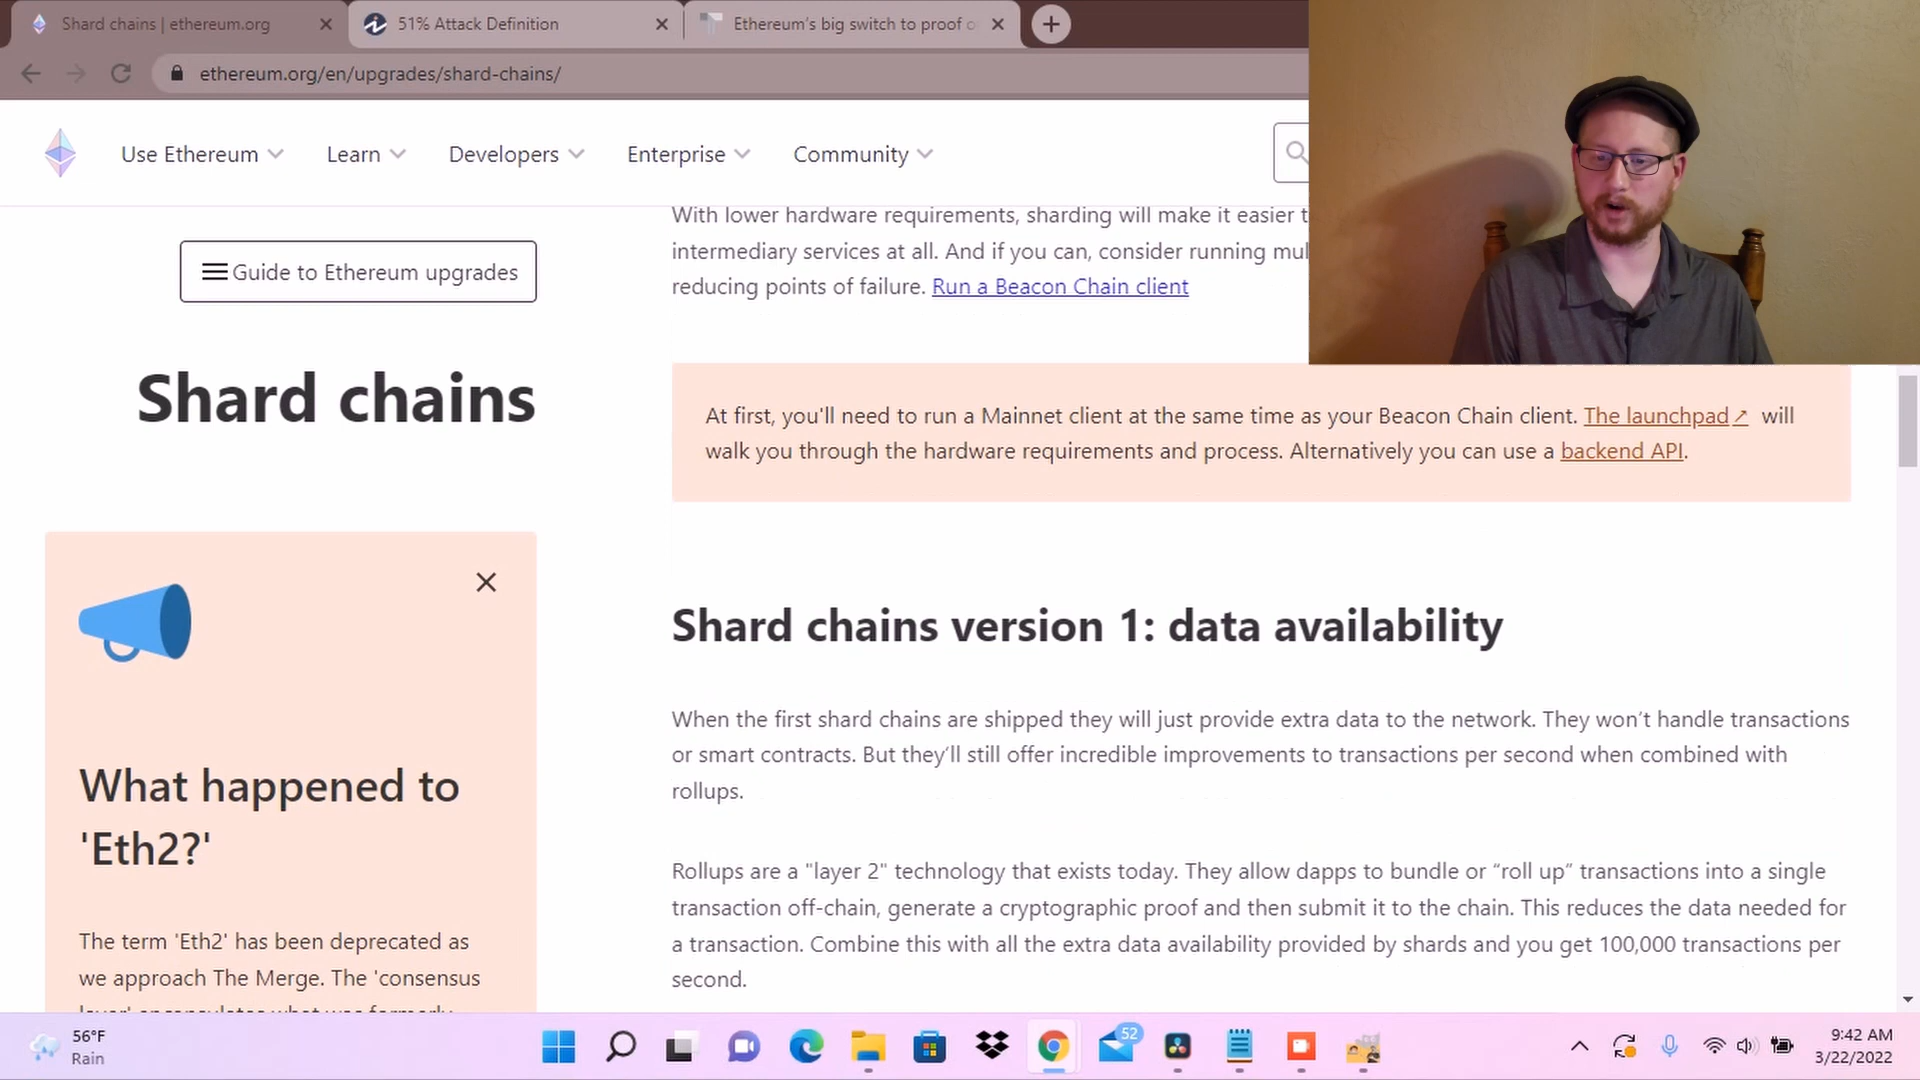 Shard chains | ethereum.org
51% Attack Definition
Ethereum's big switch to proof o
ethereum.org/en/upgrades/shard-chains/
Use Ethereum
Learn
Developers
Enterprise
Community
Guide to Ethereum upgrades
Shard chains
What happened to
'Eth2?'
The term 'Eth2' has been deprecated as
we approach The Merge. The 'consensus
With lower hardware requirements, sharding will make it easier t
intermediary services at all. And if you can, consider running mul
reducing points of failure. Run a Beacon Chain client
At first, you'll need to run a Mainnet client at the same time as your Beacon Chain client. The launchpad↗ will
walk you through the hardware requirements and process. Alternatively you can use a backend API.
Shard chains version 1: data availability
When the first shard chains are shipped they will just provide extra data to the network. They won't handle transactions
or smart contracts. But they'll still offer incredible improvements to transactions per second when combined with
rollups.
Rollups are a "layer 2" technology that exists today. They allow dapps to bundle or “roll up” transactions into a single
transaction off-chain, generate a cryptographic proof and then submit it to the chain. This reduces the data needed for
a transaction. Combine this with all the extra data availability provided by shards and you get 100,000 transactions per
second.
56°F
Rain
52
9:42 AM
3/22/2022